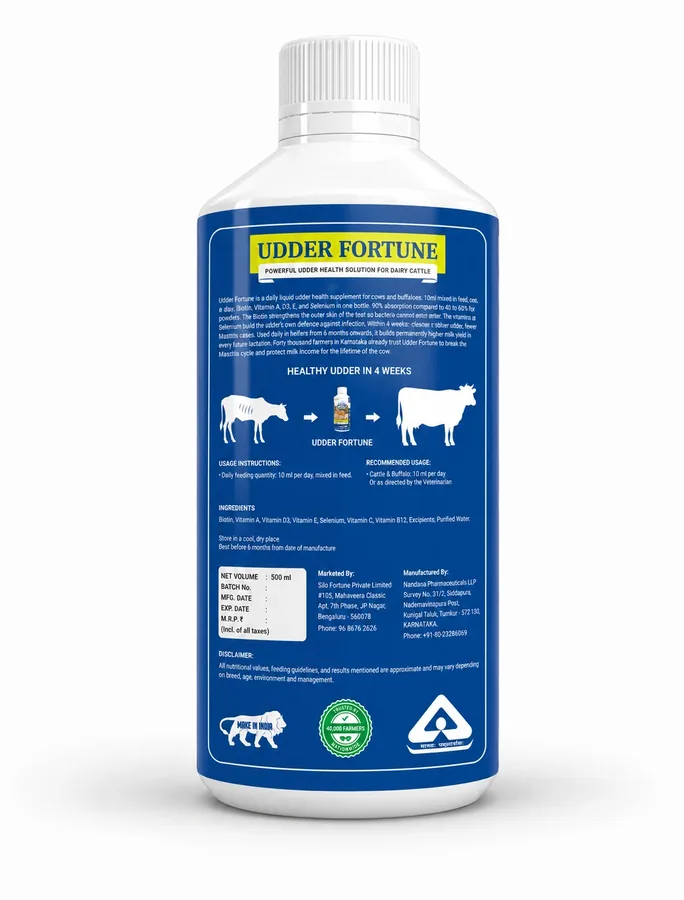 UDDER FORTUNE
POWERFUL UDDER HEALTH SOLUTION FOR DAIRY CATTLE
Udder Fortune is a daily liquid udder health supplement for cows and buffaloes. 10ml mixed in feed,
a day. Biotin, Vitamin A, D3, E, and Selenium in one bottle. 90% absorption compared to 40 to 60% for
powders. The Biotin strengthens the outer skin of the teat so bacteria cannot enter. The vitamins
Selenium build the udder's own defence against infection. Within 4 weeks: cleaner udder, fewer
Mastitis cases. Used daily in heifers from 6 months onwards, it builds permanently higher milk yield in
every future lactation. Forty thousand farmers in Karnataka already trust Udder Fortune to break the
Mastitis cycle and protect milk income for the lifetime of the cow.
HEALTHY UDDER IN 4 WEEKS
UDDER FORTUNE
USAGE INSTRUCTIONS:
• Daily feeding quantity: 10 ml per day, mixed in feed.
RECOMMENDED USAGE:
• Cattle & Buffalo: 10 ml per day
Or as directed by the Veterinarian
INGREDIENTS
Biotin, Vitamin A, Vitamin D3, Vitamin E, Selenium, Vitamin C, Vitamin B12, Excipients, Purified Water.
Store in a cool, dry place
Best before 6 months from date of manufacture
NET VOLUME : 500 ml
BATCH No. :
MFG. DATE :
EXP. DATE :
M.R.P. ₹ :
(Incl. of all taxes)
Marketed By:
Silo Fortune Private Limited
#105, Mahaveera Classic
Apt. 7th Phase, JP Nagar,
Bengaluru - 560078
Phone: 96 8676 2626
Manufactured By:
Nandana Pharmaceuticals LLP
Survey No. 31/2, Siddapura,
Nademavinapura Post,
Kunigal Taluk, Tumkur - 572 130,
KARNATAKA.
Phone: +91-80-23286069
DISCLAIMER:
All nutritional values, feeding guidelines, and results mentioned are approximate and may vary depending
on breed, age, environment and management.
MAKE IN INDIA
TRUSTED BY
40,000 FARMERS
NATIONWIDE